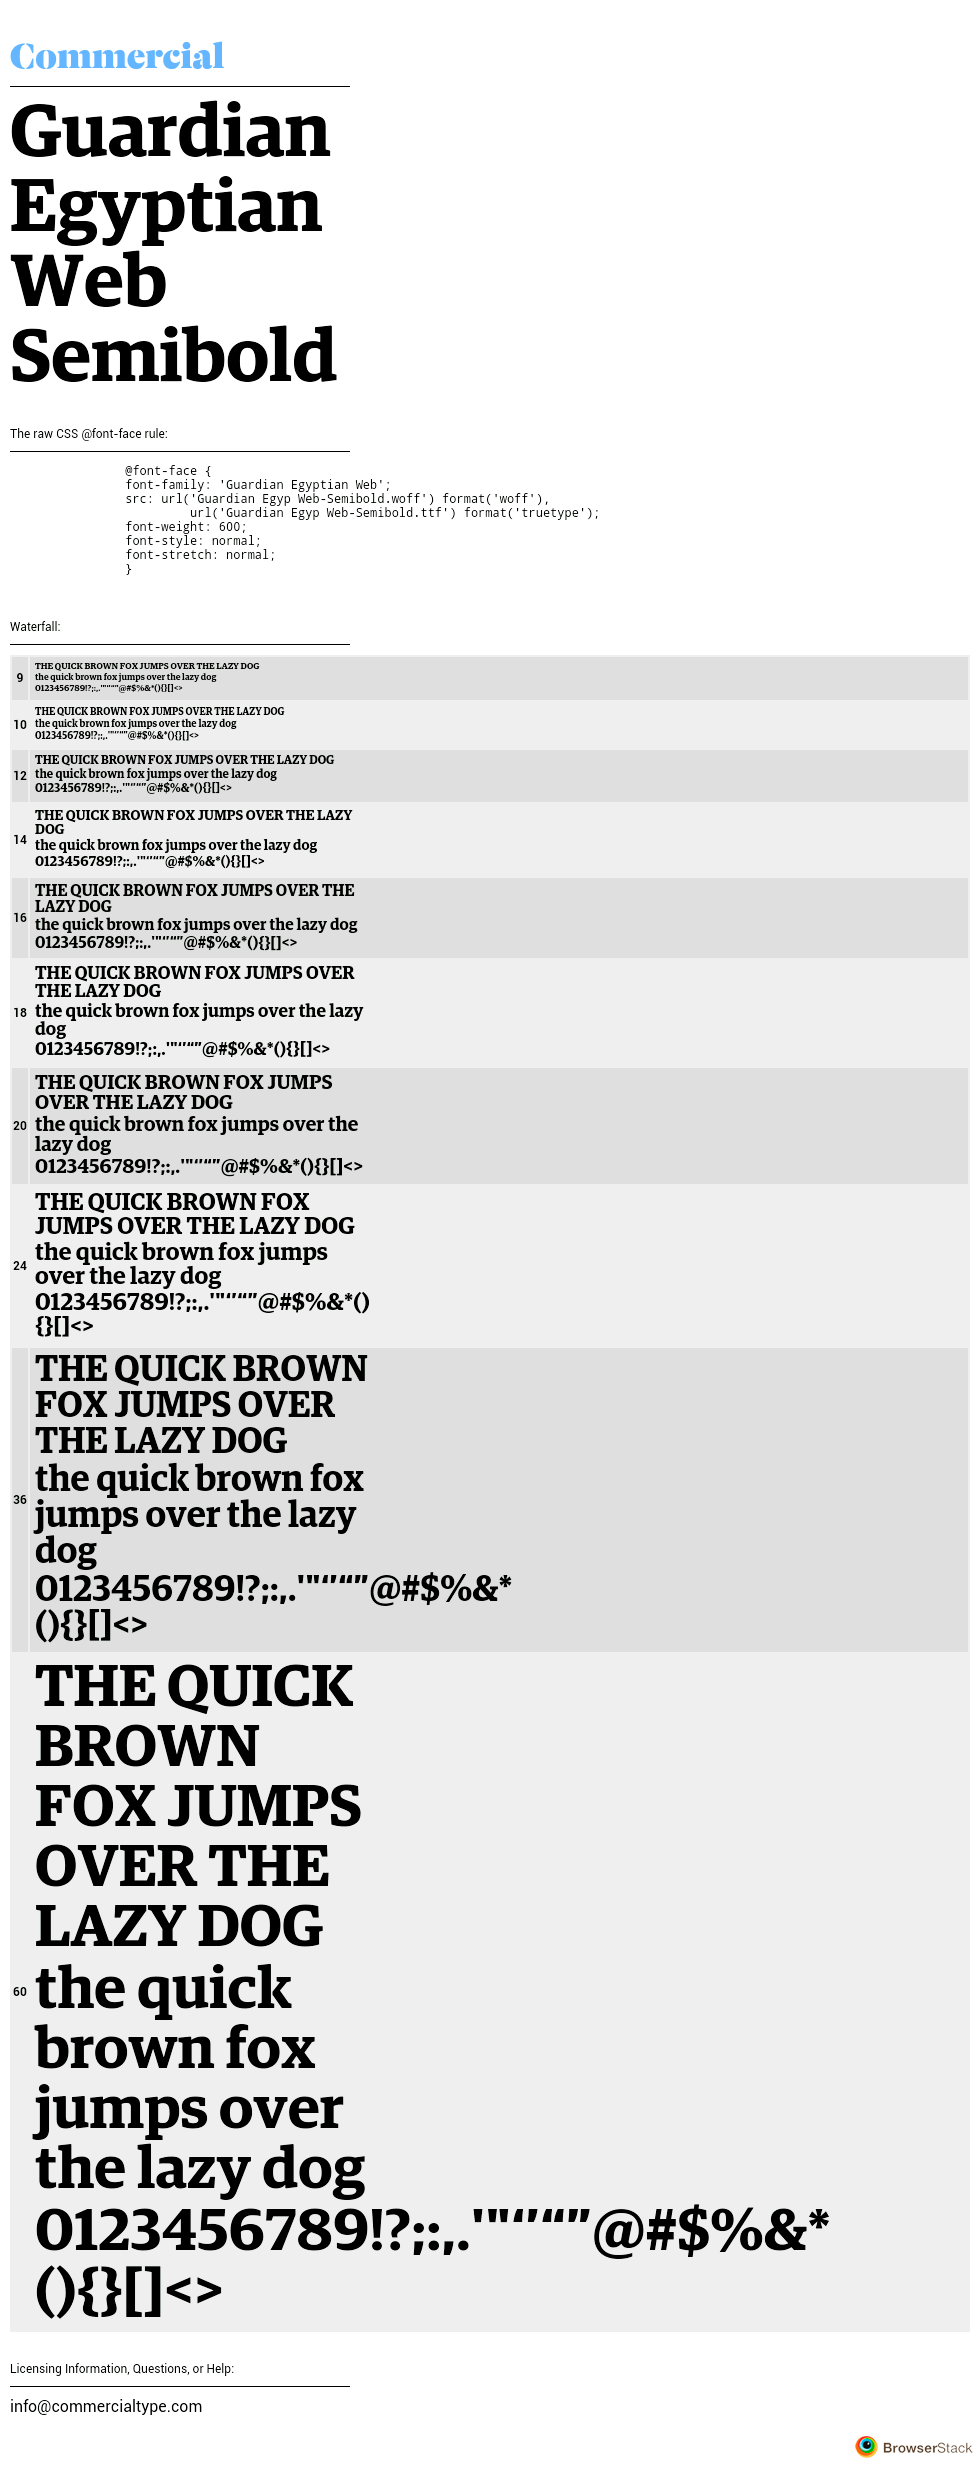 Commercial
Guardian
Egyptian
Web
Semibold
The raw CSS @font-face rule:
@font-face {
font-family: 'Guardian Egyptian Web';
src: url('Guardian Egyp Web-Semibold.woff') format('woff'),
url('Guardian Egyp Web-Semibold.ttf') format('truetype');
font-weight: 600;
font-style: normal;
font-stretch: normal;
}
Waterfall:
THE QUICK BROWN FOX JUMPS OVER THE LAZY DOG
9 the quick brown fox jumps over the lazy dog
0123456789!?;:,.'"‘’“”@#$%&*(){}[]<>
THE QUICK BROWN FOX JUMPS OVER THE LAZY DOG
10 the quick brown fox jumps over the lazy dog
0123456789!?;:,.'"‘’“”@#$%&*(){}[]<>
THE QUICK BROWN FOX JUMPS OVER THE LAZY DOG
12 the quick brown fox jumps over the lazy dog
0123456789!?;:,.'"‘’“”@#$%&*(){}[]<>
THE QUICK BROWN FOX JUMPS OVER THE LAZY
DOG
14 the quick brown fox jumps over the lazy dog
0123456789!?;:,.'"‘’“”@#$%&*(){}[]<>
THE QUICK BROWN FOX JUMPS OVER THE
LAZY DOG
16 the quick brown fox jumps over the lazy dog
0123456789!?;:,.'"‘’“”@#$%&*(){}[]<>
THE QUICK BROWN FOX JUMPS OVER
THE LAZY DOG
18 the quick brown fox jumps over the lazy
dog
0123456789!?;:,.'"‘’“”@#$%&*(){}[]<>
THE QUICK BROWN FOX JUMPS
OVER THE LAZY DOG
20 the quick brown fox jumps over the
lazy dog
0123456789!?;:,.'"‘’“”@#$%&*(){}[]<>
THE QUICK BROWN FOX
JUMPS OVER THE LAZY DOG
the quick brown fox jumps
24 over the lazy dog
0123456789!?;:,.'"‘’“”@#$%&*()
{}[]<>
THE QUICK BROWN
FOX JUMPS OVER
THE LAZY DOG
the quick brown fox
36 jumps over the lazy
dog
0123456789!?;:,.'"‘’“”@#$%&*
(){}[]<>
THE QUICK
BROWN
FOX JUMPS
OVER THE
LAZY DOG
60 the quick
brown fox
jumps over
the lazy dog
0123456789!?;:,.'"‘’“”@#$%&*
(){}[]<>
Licensing Information, Questions, or Help:
info@commercialtype.com
BrowserStack